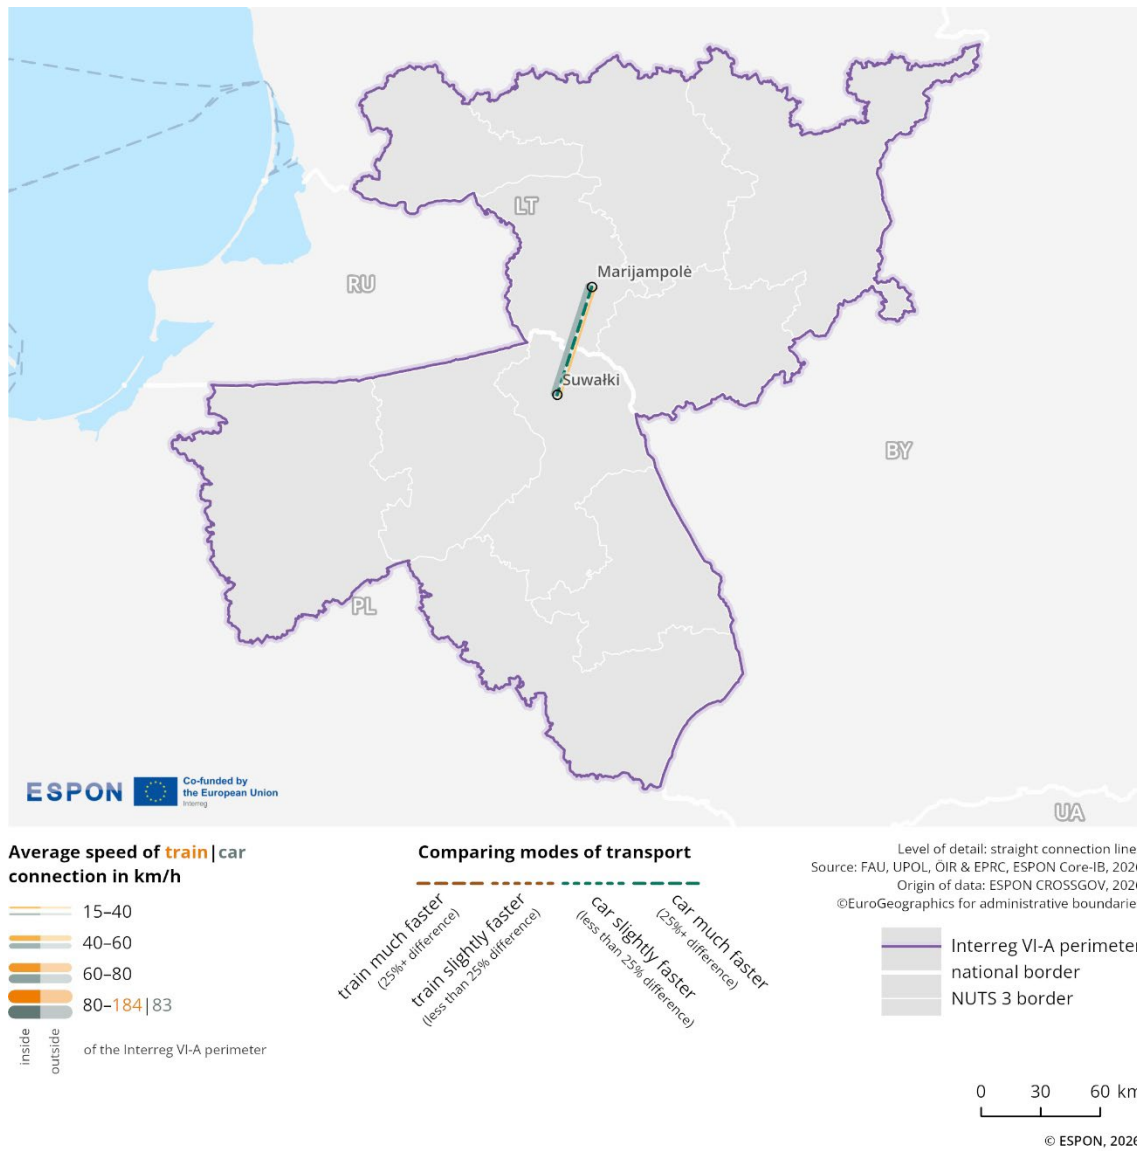 LT
Marijampolė
RU
Suwałki
BY
PL
UA
ESPON
Co-funded by
the European Union
Interreg
Average speed of train|car
connection in km/h
15–40
40–60
60–80
80–184|83
inside
outside
of the Interreg VI-A perimeter
Comparing modes of transport
train much faster
(25%+ difference)
train slightly faster
(less than 25% difference)
car slightly faster
(less than 25% difference)
car much faster
(25%+ difference)
Level of detail: straight connection line
Source: FAU, UPOL, ÖIR & EPRC, ESPON Core-IB, 2026
Origin of data: ESPON CROSSGOV, 2026
©EuroGeographics for administrative boundarie
Interreg VI-A perimeter
national border
NUTS 3 border
0 30 60 km
© ESPON, 2026